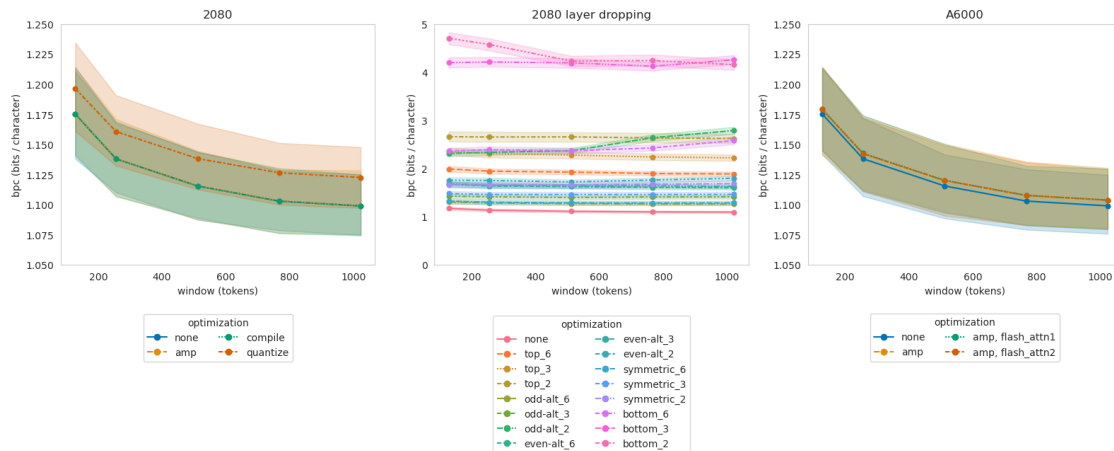 2080
bpc (bits / character)
1.250
1.225
1.200
1.175
1.150
1.125
1.100
1.075
1.050
200 400 600 800 1000
window (tokens)
optimization
none compile
amp quantize
2080 layer dropping
bpc (bits / character)
5
4
3
2
1
0
200 400 600 800 1000
window (tokens)
optimization
none even-alt_3
top_6 even-alt_2
top_3 symmetric_6
top_2 symmetric_3
odd-alt_6 symmetric_2
odd-alt_3 bottom_6
odd-alt_2 bottom_3
even-alt_6 bottom_2
A6000
bpc (bits / character)
1.250
1.225
1.200
1.175
1.150
1.125
1.100
1.075
1.050
200 400 600 800 1000
window (tokens)
optimization
none amp, flash_attn1
amp amp, flash_attn2